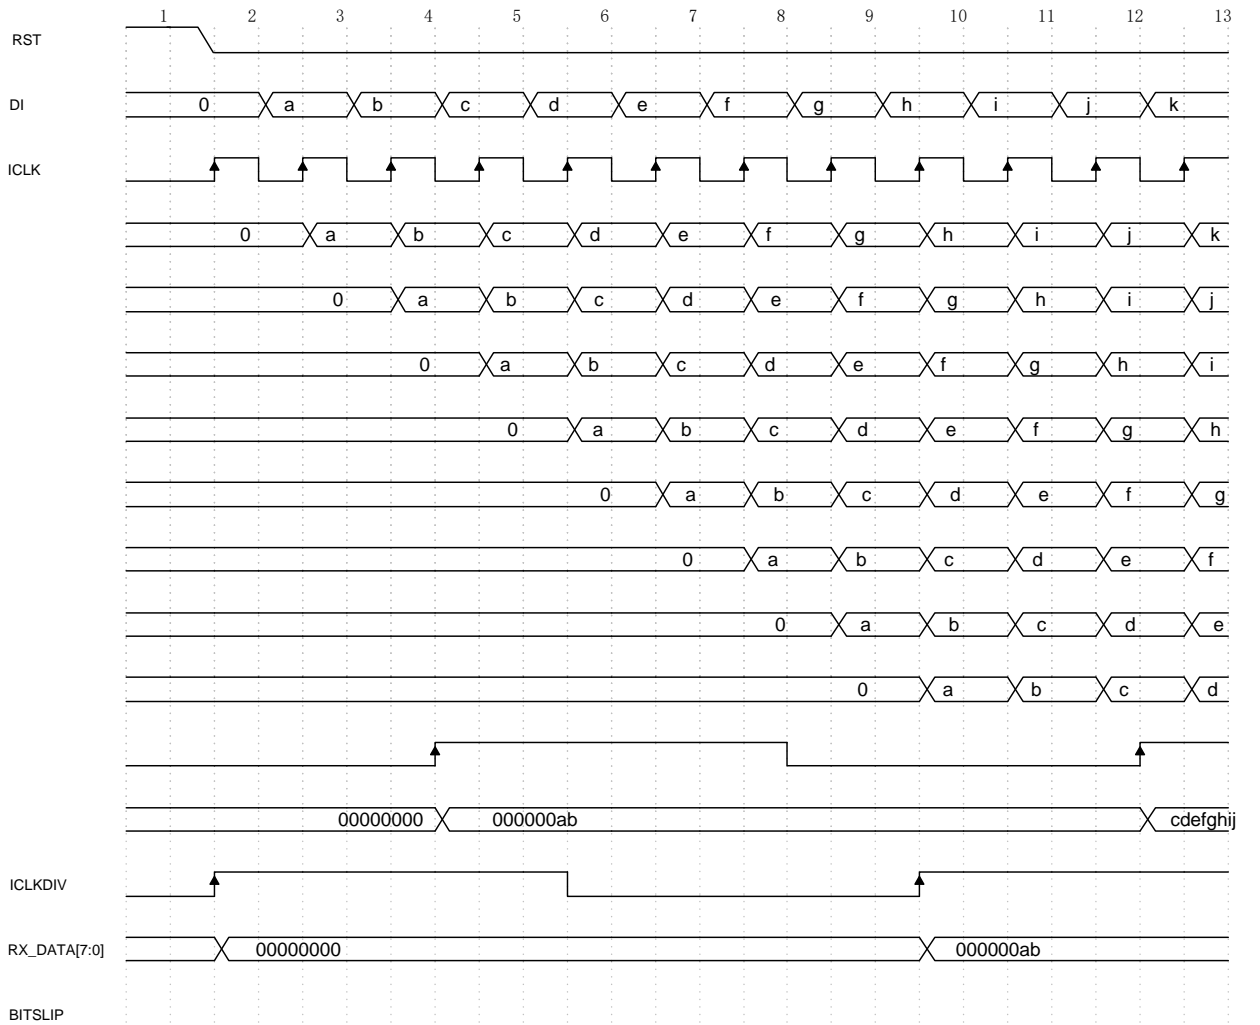 1 2 3 4 5 6 7 8 9 10 11 12 13
RST
DI 0 a b c d e f g h i j k
ICLK
0 a b c d e f g h i j k
0 a b c d e f g h i j
0 a b c d e f g h i
0 a b c d e f g h
0 a b c d e f g
0 a b c d e f
0 a b c d e
0 a b c d
00000000 000000ab cdefghij
ICLKDIV
RX_DATA[7:0] 00000000 000000ab
BITSLIP